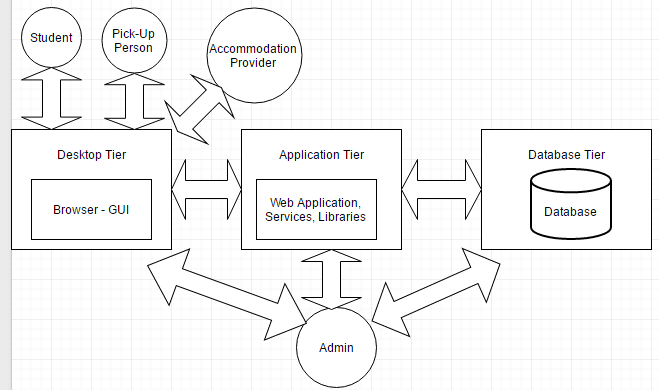 Student
Pick-Up
Person
Accommodation
Provider
Desktop Tier
Application Tier
Database Tier
Browser - GUI
Web Application,
Services, Libraries
Database
Admin